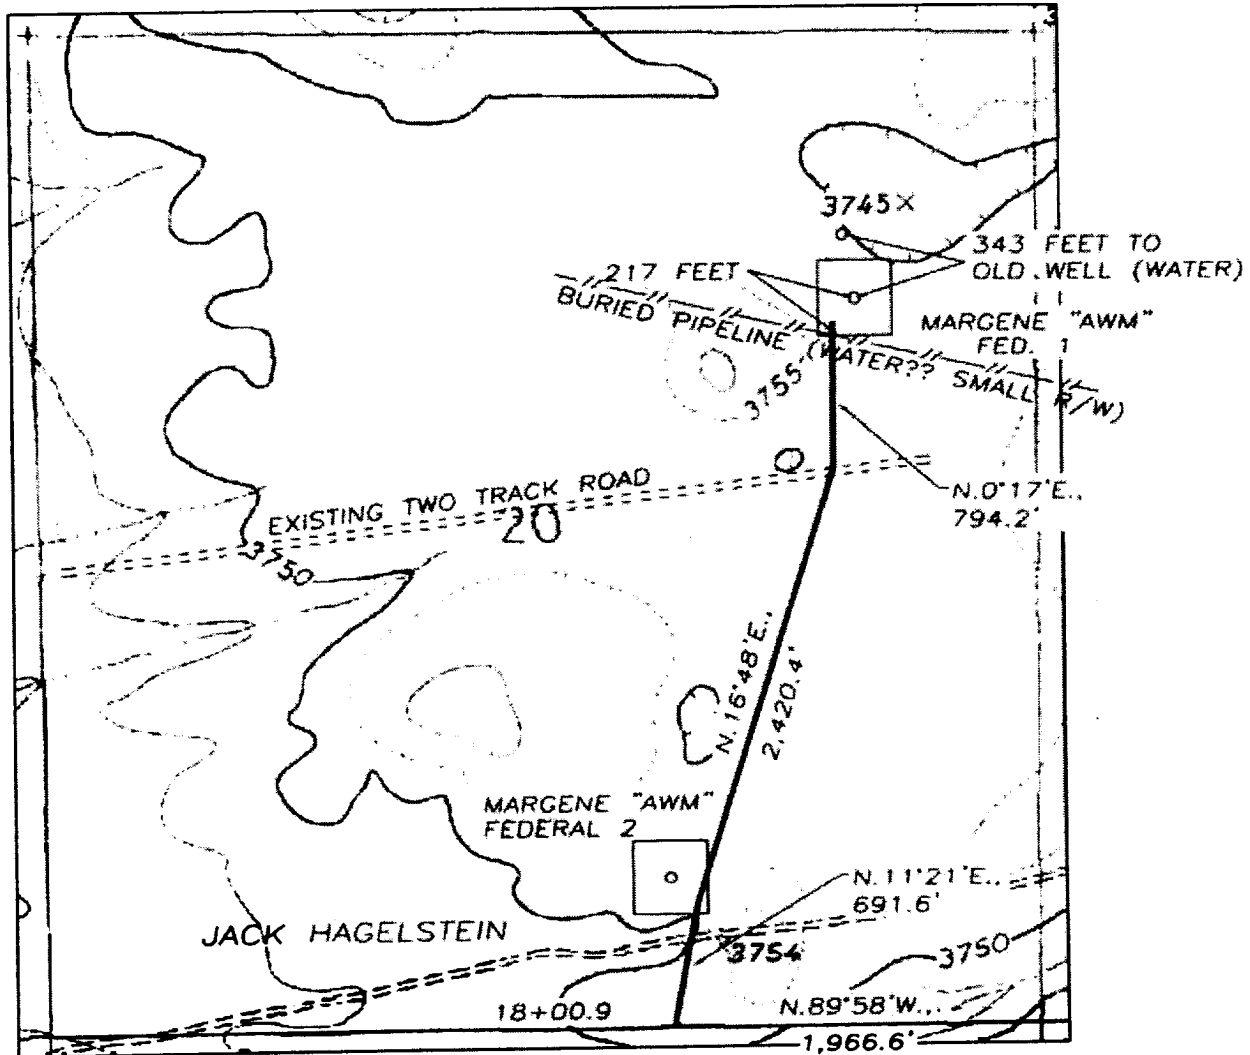 3745
343 FEET TO
OLD WELL (WATER)
217 FEET
BURIED PIPELINE (WATER?? SMALL R/W)
MARGENE "AWM"
FED. 1
3755
N.0°17'E.,
794.2'
EXISTING TWO TRACK ROAD
20
3750
N.16°48'E.,
2,420.4'
MARGENE "AWM"
FEDERAL 2
N.11°21'E.,
691.6'
JACK HAGELSTEIN
3754
3750
18+00.9
N.89°58'W.,
1,966.6'